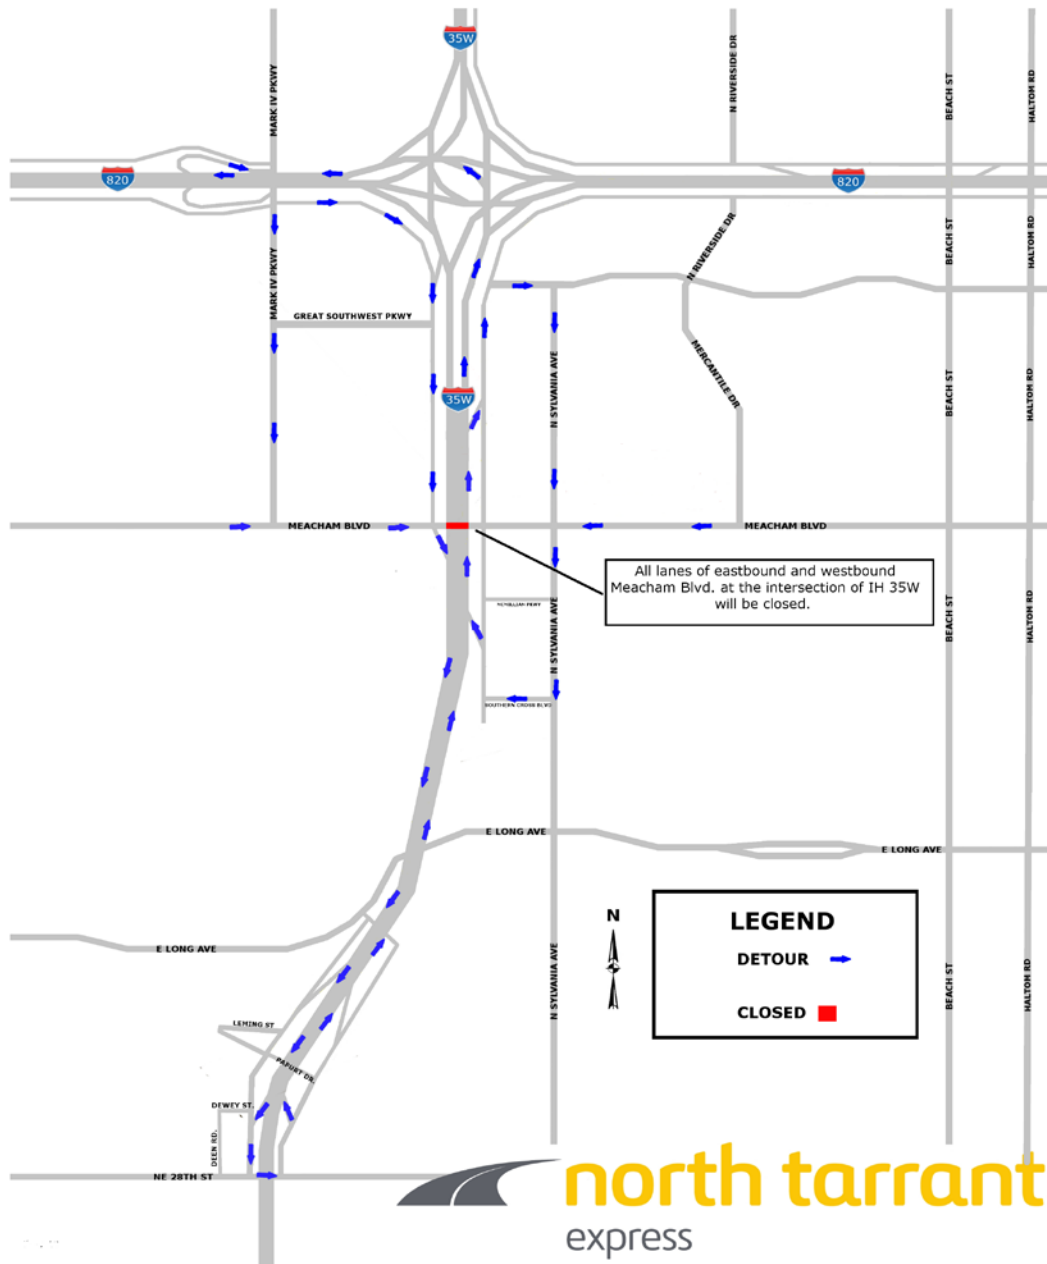 35W
MARK IV PKWY
N RIVERSIDE DR
BEACH ST
HALTOM RD
820
820
MARK IV PKWY
N RIVERSIDE DR
BEACH ST
HALTOM RD
GREAT SOUTHWEST PKWY
35W
N SYLVANIA AVE
MERCANTILE DR
BEACH ST
HALTOM RD
MEACHAM BLVD
MEACHAM BLVD
All lanes of eastbound and westbound
Meacham Blvd. at the intersection of IH 35W
will be closed.
PKWY
N SYLVANIA AVE
BEACH ST
HALTOM RD
SOUTHERN CROSS BLVD
E LONG AVE
E LONG AVE
E LONG AVE
N
LEGEND
DETOUR
CLOSED
N SYLVANIA AVE
BEACH ST
HALTOM RD
LEMING ST
PAFURT DR.
DEWEY ST.
DEEN RD.
NE 28TH ST
north tarrant
express